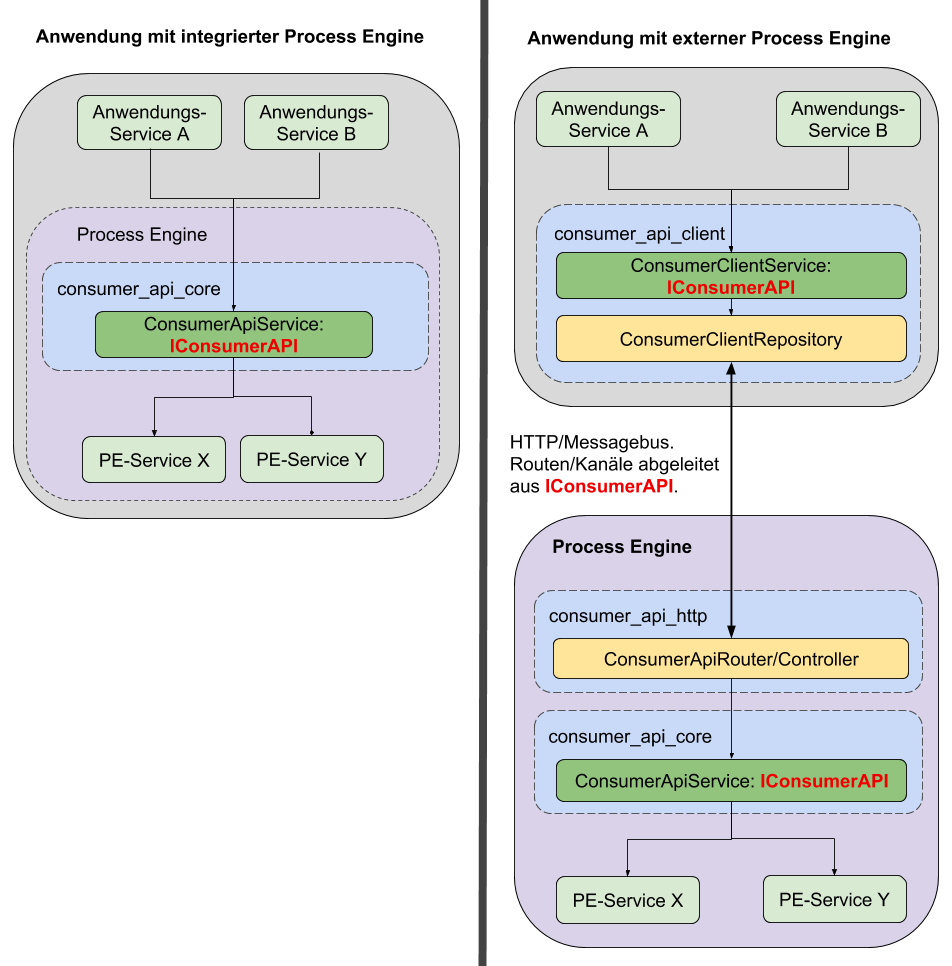 Anwendung mit integrierter Process Engine
Anwendungs-
Service A
Anwendungs-
Service B
Process Engine
consumer_api_core
ConsumerApiService:
IConsumerAPI
PE-Service X
PE-Service Y
Anwendung mit externer Process Engine
Anwendungs-
Service A
Anwendungs-
Service B
consumer_api_client
ConsumerClientService:
IConsumerAPI
ConsumerClientRepository
HTTP/Messagebus.
Routen/Kanäle abgeleitet
aus IConsumerAPI.
Process Engine
consumer_api_http
ConsumerApiRouter/Controller
consumer_api_core
ConsumerApiService: IConsumerAPI
PE-Service X
PE-Service Y